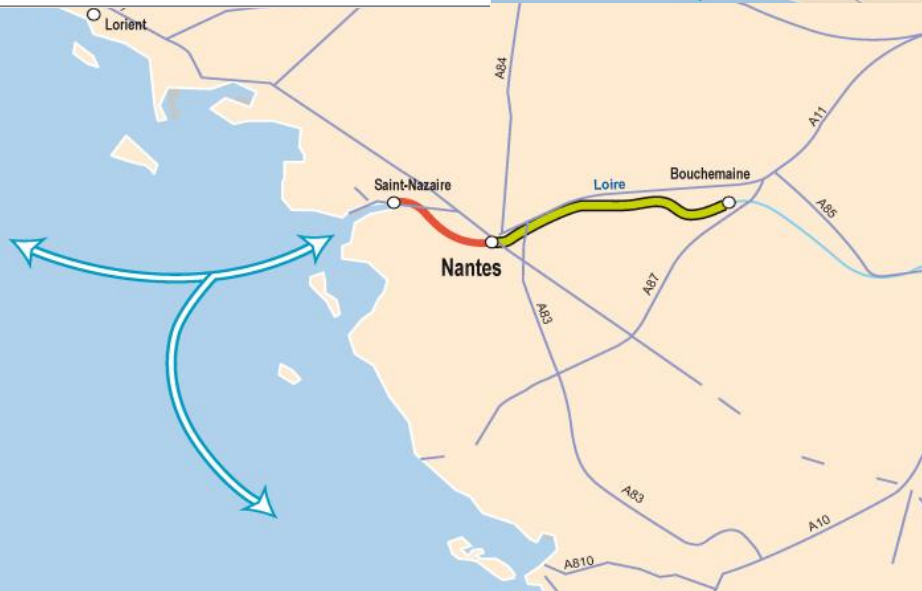 Lorient
A84
A11
Saint-Nazaire
Loire
Bouchemaine
A85
Nantes
A87
A83
A83
A10
A810